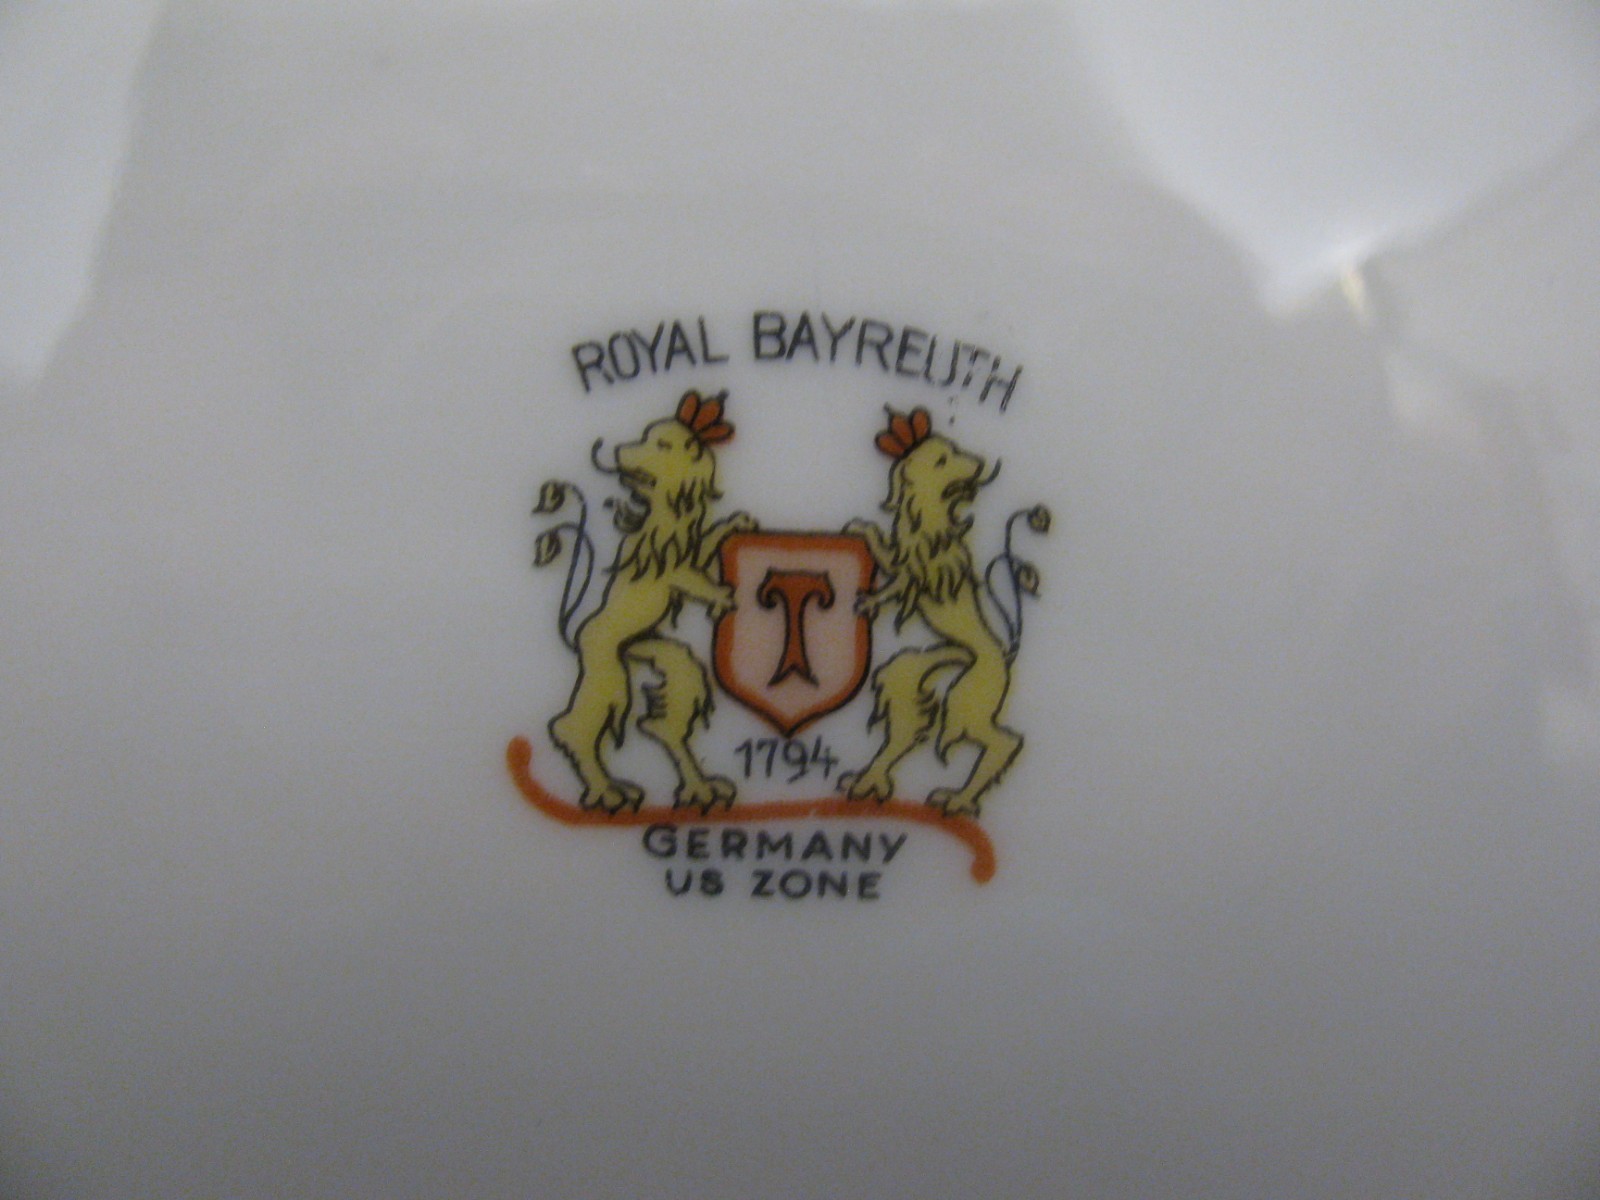 ROYAL BAYREUTH
T
1794
GERMANY
US ZONE